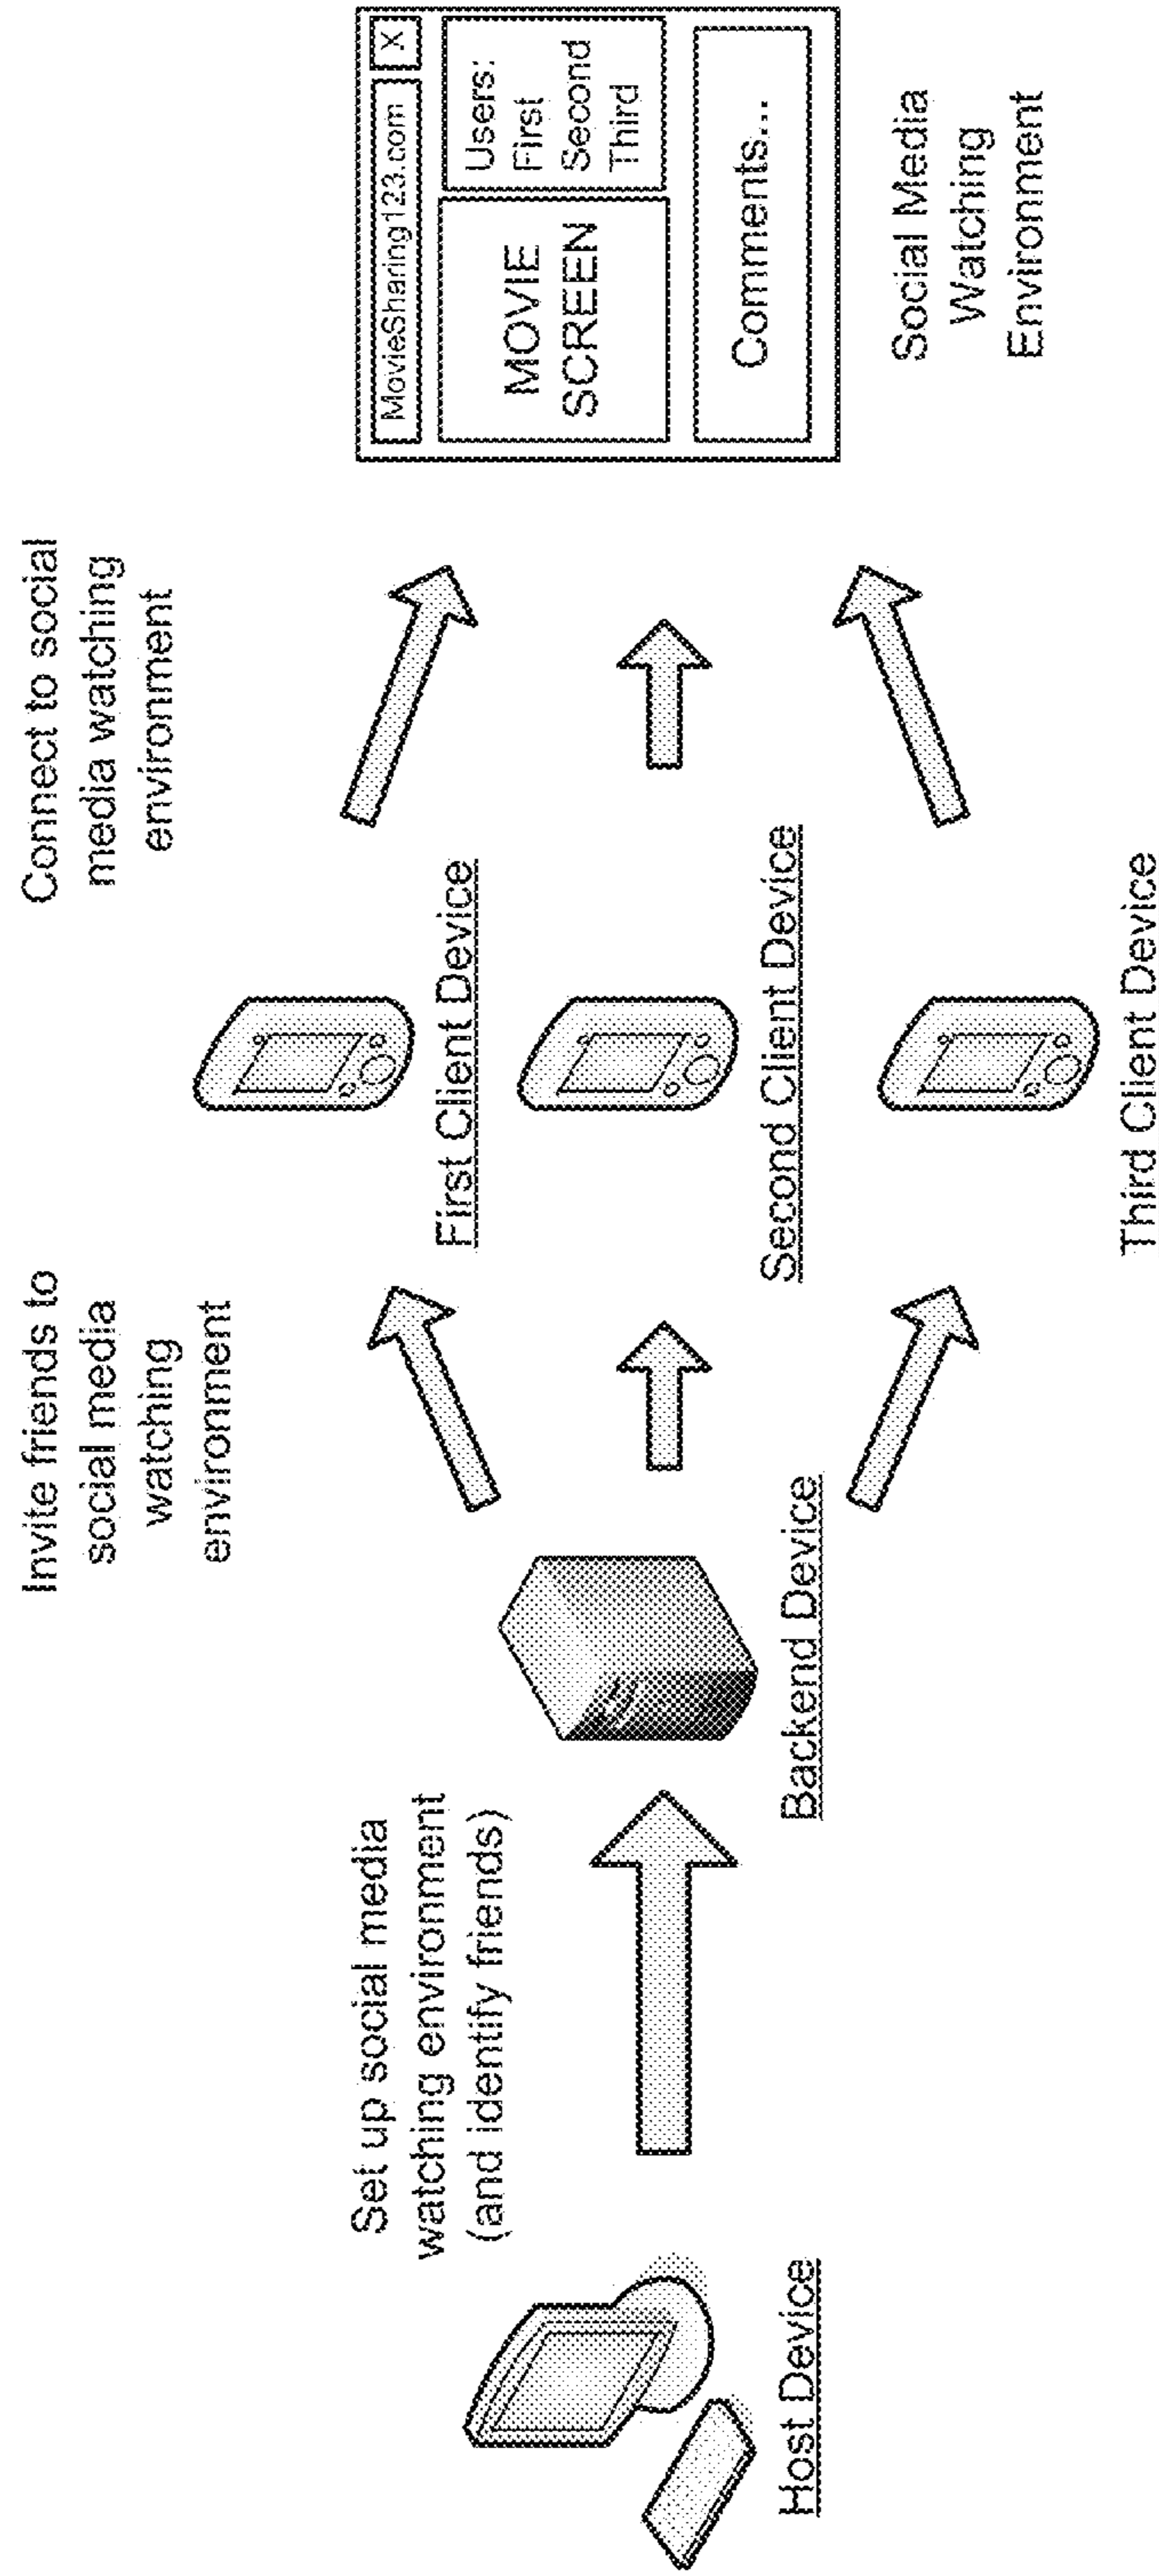 Set up social media
watching environment
(and identify friends)
Invite friends to
social media
watching
environment
Connect to social
media watching
environment
Host Device
Backend Device
First Client Device
Second Client Device
Third Client Device
MovieSharing123.com
X
MOVIE
SCREEN
Users:
First
Second
Third
Comments...
Social Media
Watching
Environment